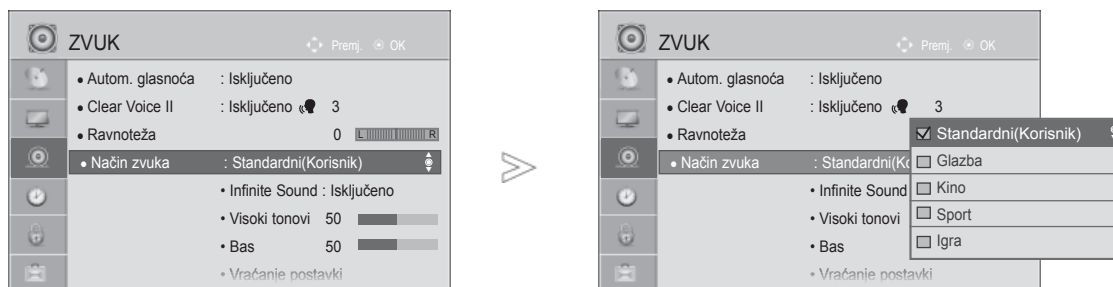 ZVUK Premj. OK
• Autom. glasnoća : Isključeno
• Clear Voice II : Isključeno 3
• Ravnoteža 0 L R
• Način zvuka : Standardni(Korisnik)
• Infinite Sound : Isključeno
• Visoki tonovi 50
• Bas 50
• Vraćanje postavki
ZVUK Premj. OK
• Autom. glasnoća : Isključeno
• Clear Voice II : Isključeno 3
• Ravnoteža
• Način zvuka : Standardni(Ko
• Infinite Sound
• Visoki tonovi
• Bas
• Vraćanje postavki
Standardni(Korisnik)
Glazba
Kino
Sport
Igra